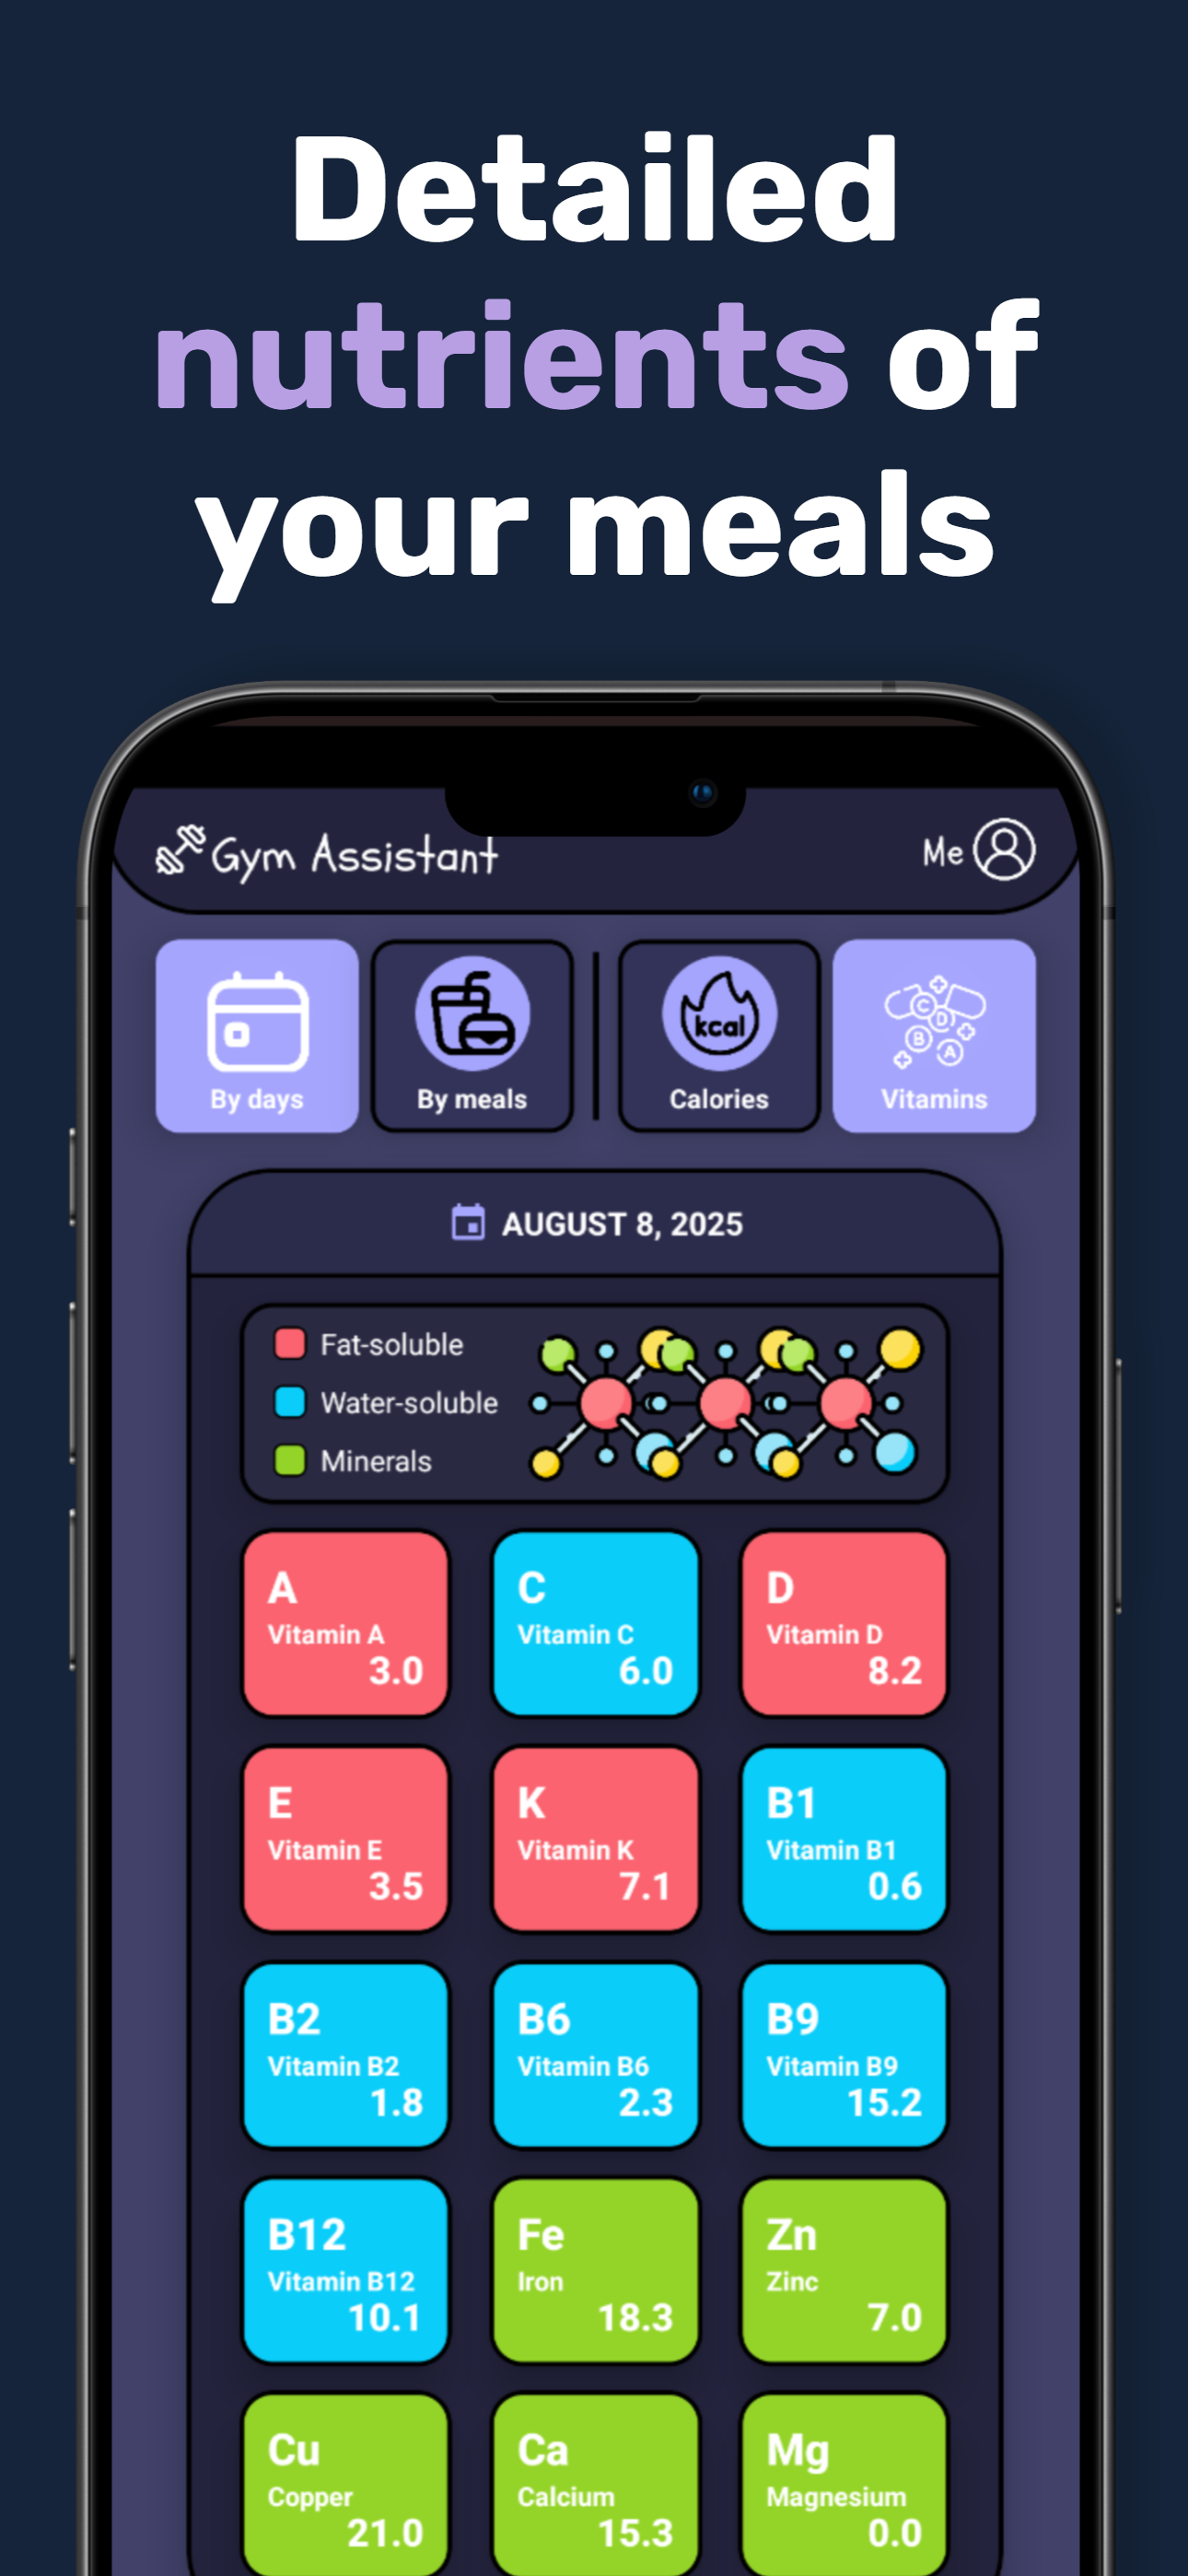 Detailed
nutrients of
your meals
Gym Assistant
Me
By days
By meals
kcal
Calories
C
D
B
A
Vitamins
AUGUST 8, 2025
Fat-soluble
Water-soluble
Minerals
A
Vitamin A
3.0
C
Vitamin C
6.0
D
Vitamin D
8.2
E
Vitamin E
3.5
K
Vitamin K
7.1
B1
Vitamin B1
0.6
B2
Vitamin B2
1.8
B6
Vitamin B6
2.3
B9
Vitamin B9
15.2
B12
Vitamin B12
10.1
Fe
Iron
18.3
Zn
Zinc
7.0
Cu
Copper
21.0
Ca
Calcium
15.3
Mg
Magnesium
0.0